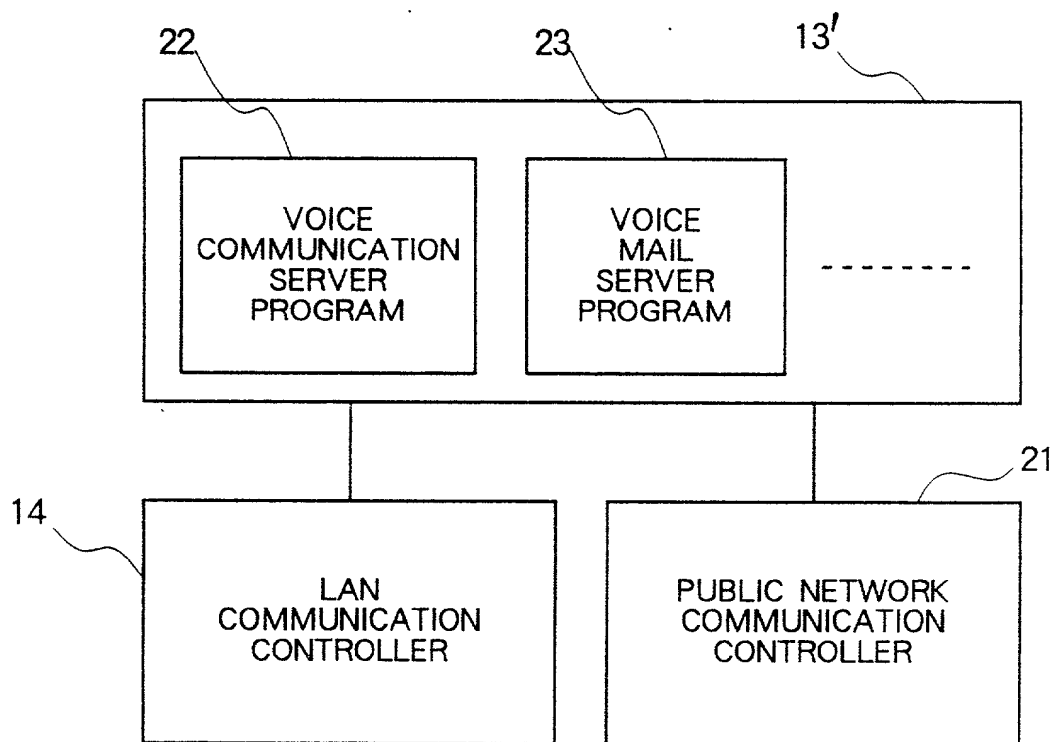 22
23
13'
VOICE
COMMUNICATION
SERVER
PROGRAM
VOICE
MAIL
SERVER
PROGRAM
14
21
LAN
COMMUNICATION
CONTROLLER
PUBLIC NETWORK
COMMUNICATION
CONTROLLER